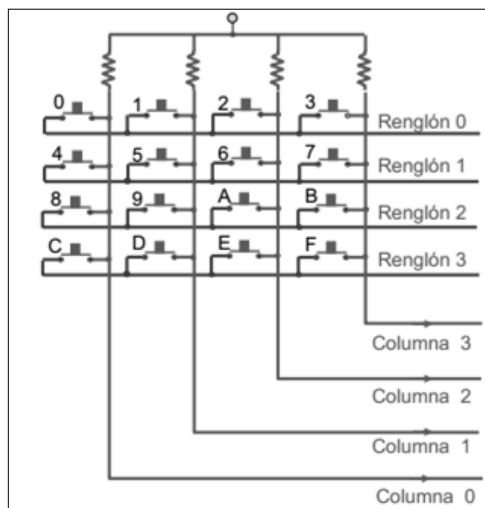 0 1 2 3
Renglón 0
4 5 6 7
Renglón 1
8 9 A B
Renglón 2
C D E F
Renglón 3
Columna 3
Columna 2
Columna 1
Columna 0